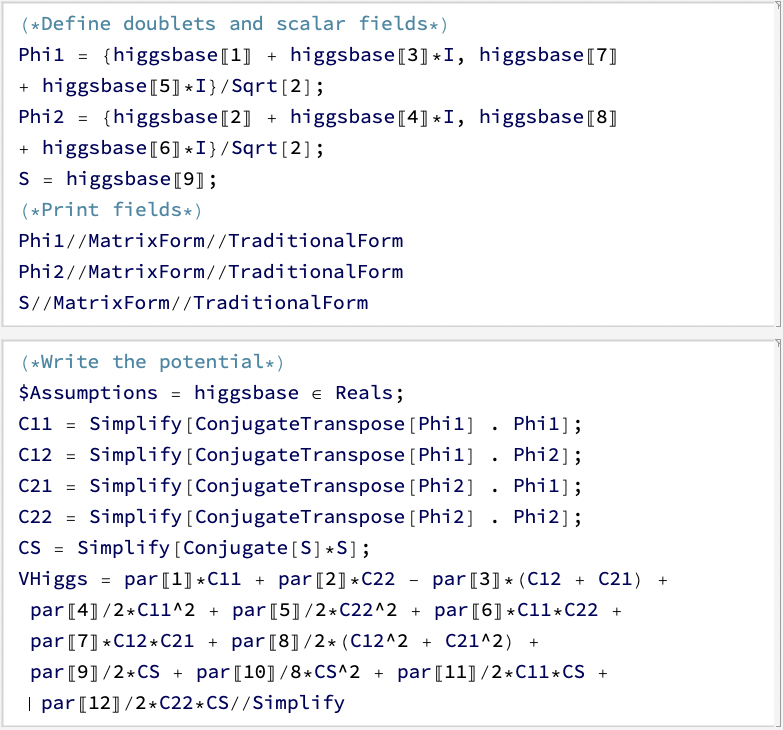 (*Define doublets and scalar fields*)
Phi1 = {higgsbase⟦1⟧ + higgsbase⟦3⟧*I, higgsbase⟦7⟧
+ higgsbase⟦5⟧*I}/Sqrt[2];
Phi2 = {higgsbase⟦2⟧ + higgsbase⟦4⟧*I, higgsbase⟦8⟧
+ higgsbase⟦6⟧*I}/Sqrt[2];
S = higgsbase⟦9⟧;
(*Print fields*)
Phi1//MatrixForm//TraditionalForm
Phi2//MatrixForm//TraditionalForm
S//MatrixForm//TraditionalForm
(*Write the potential*)
$Assumptions = higgsbase ∈ Reals;
C11 = Simplify[ConjugateTranspose[Phi1] . Phi1];
C12 = Simplify[ConjugateTranspose[Phi1] . Phi2];
C21 = Simplify[ConjugateTranspose[Phi2] . Phi1];
C22 = Simplify[ConjugateTranspose[Phi2] . Phi2];
CS = Simplify[Conjugate[S]*S];
VHiggs = par⟦1⟧*C11 + par⟦2⟧*C22 − par⟦3⟧*(C12 + C21) +
par⟦4⟧/2*C11^2 + par⟦5⟧/2*C22^2 + par⟦6⟧*C11*C22 +
par⟦7⟧*C12*C21 + par⟦8⟧/2*(C12^2 + C21^2) +
par⟦9⟧/2*CS + par⟦10⟧/8*CS^2 + par⟦11⟧/2*C11*CS +
| par⟦12⟧/2*C22*CS//Simplify